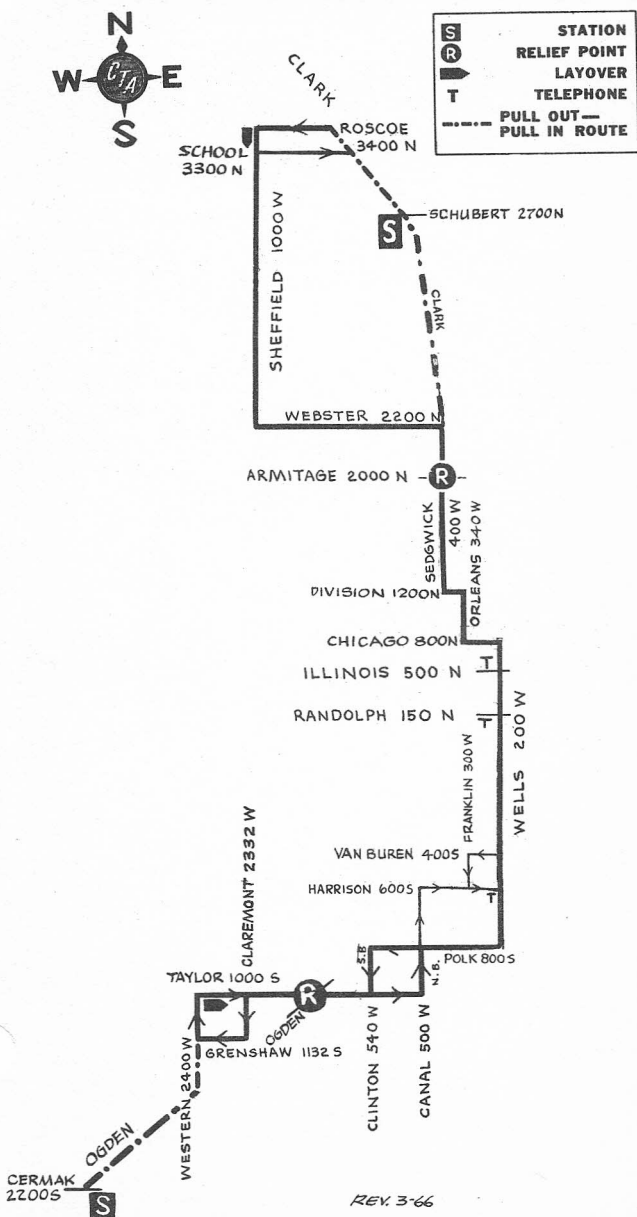 N
W CTA E
S
S STATION
R RELIEF POINT
LAYOVER
T TELEPHONE
PULL OUT—
PULL IN ROUTE
CLARK
ROSCOE
3400 N
SCHOOL
3300 N
SCHUBERT 2700N
S
SHEFFIELD 1000 W
CLARK
WEBSTER 2200 N
ARMITAGE 2000 N
R
SEDGWICK
400 W
ORLEANS 340 W
DIVISION 1200N
CHICAGO 800N
T
ILLINOIS 500 N
RANDOLPH 150 N
T
WELLS 200 W
FRANKLIN 300 W
VAN BUREN 400S
HARRISON 600S
T
CLAREMONT 2332 W
S.B.
N.B.
POLK 800 S
TAYLOR 1000 S
R
OGDEN
GRENSHAW 1132 S
WESTERN 2400W
CLINTON 540 W
CANAL 500 W
OGDEN
CERMAK
2200S
S
REV. 3-66